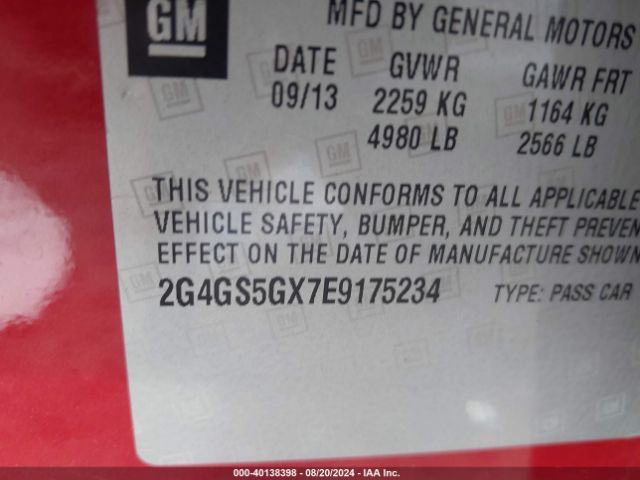 GM
MFD BY GENERAL MOTORS
DATE GVWR GAWR FRT
09/13 2259 KG 1164 KG
4980 LB 2566 LB
THIS VEHICLE CONFORMS TO ALL APPLICABLE
VEHICLE SAFETY, BUMPER, AND THEFT PREVEN
EFFECT ON THE DATE OF MANUFACTURE SHOWN
2G4GS5GX7E9175234 TYPE: PASS CAR
000-40138398 - 08/20/2024 - IAA Inc.